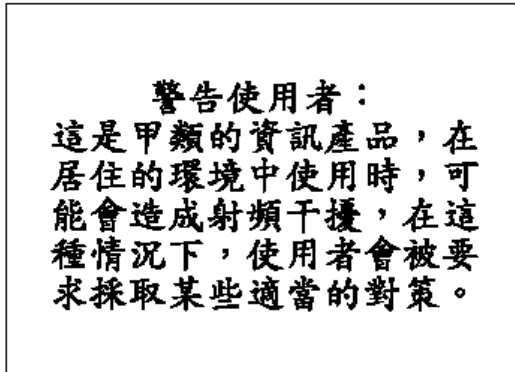 警告使用者：
這是甲類的資訊產品，在
居住的環境中使用時，可
能會造成射頻干擾，在這
種情況下，使用者會被要
求採取某些適當的對策。